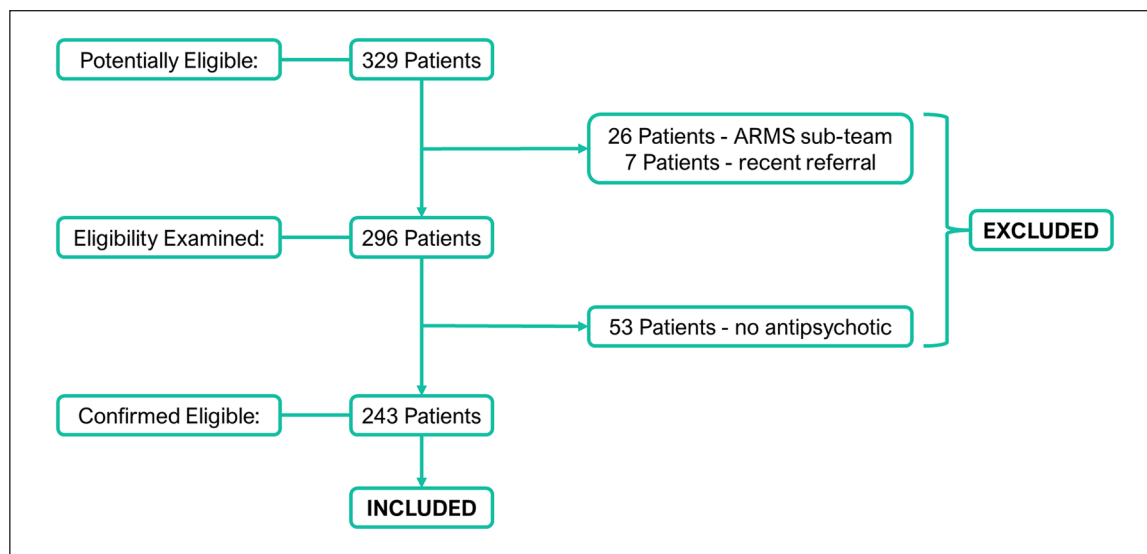 Potentially Eligible:
329 Patients
26 Patients - ARMS sub-team
7 Patients - recent referral
Eligibility Examined:
296 Patients
EXCLUDED
53 Patients - no antipsychotic
Confirmed Eligible:
243 Patients
INCLUDED